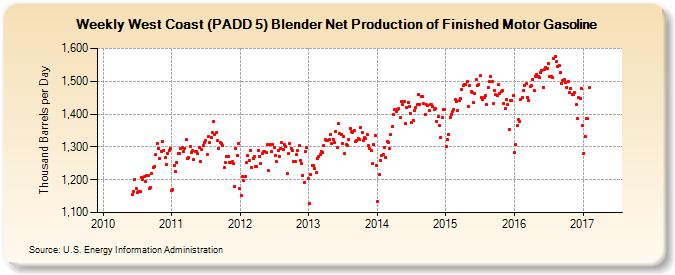 Weekly West Coast (PADD 5) Blender Net Production of Finished Motor Gasoline
Thousand Barrels per Day
1,600
1,500
1,400
1,300
1,200
1,100
2010 2011 2012 2013 2014 2015 2016 2017
Source: U.S. Energy Information Administration